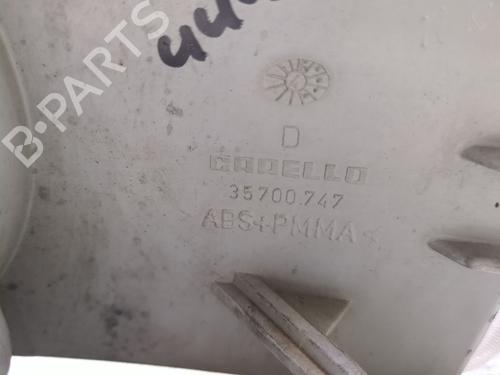 B-PARTS
D
CARELLO
35700.747
>ABS+PMMA<